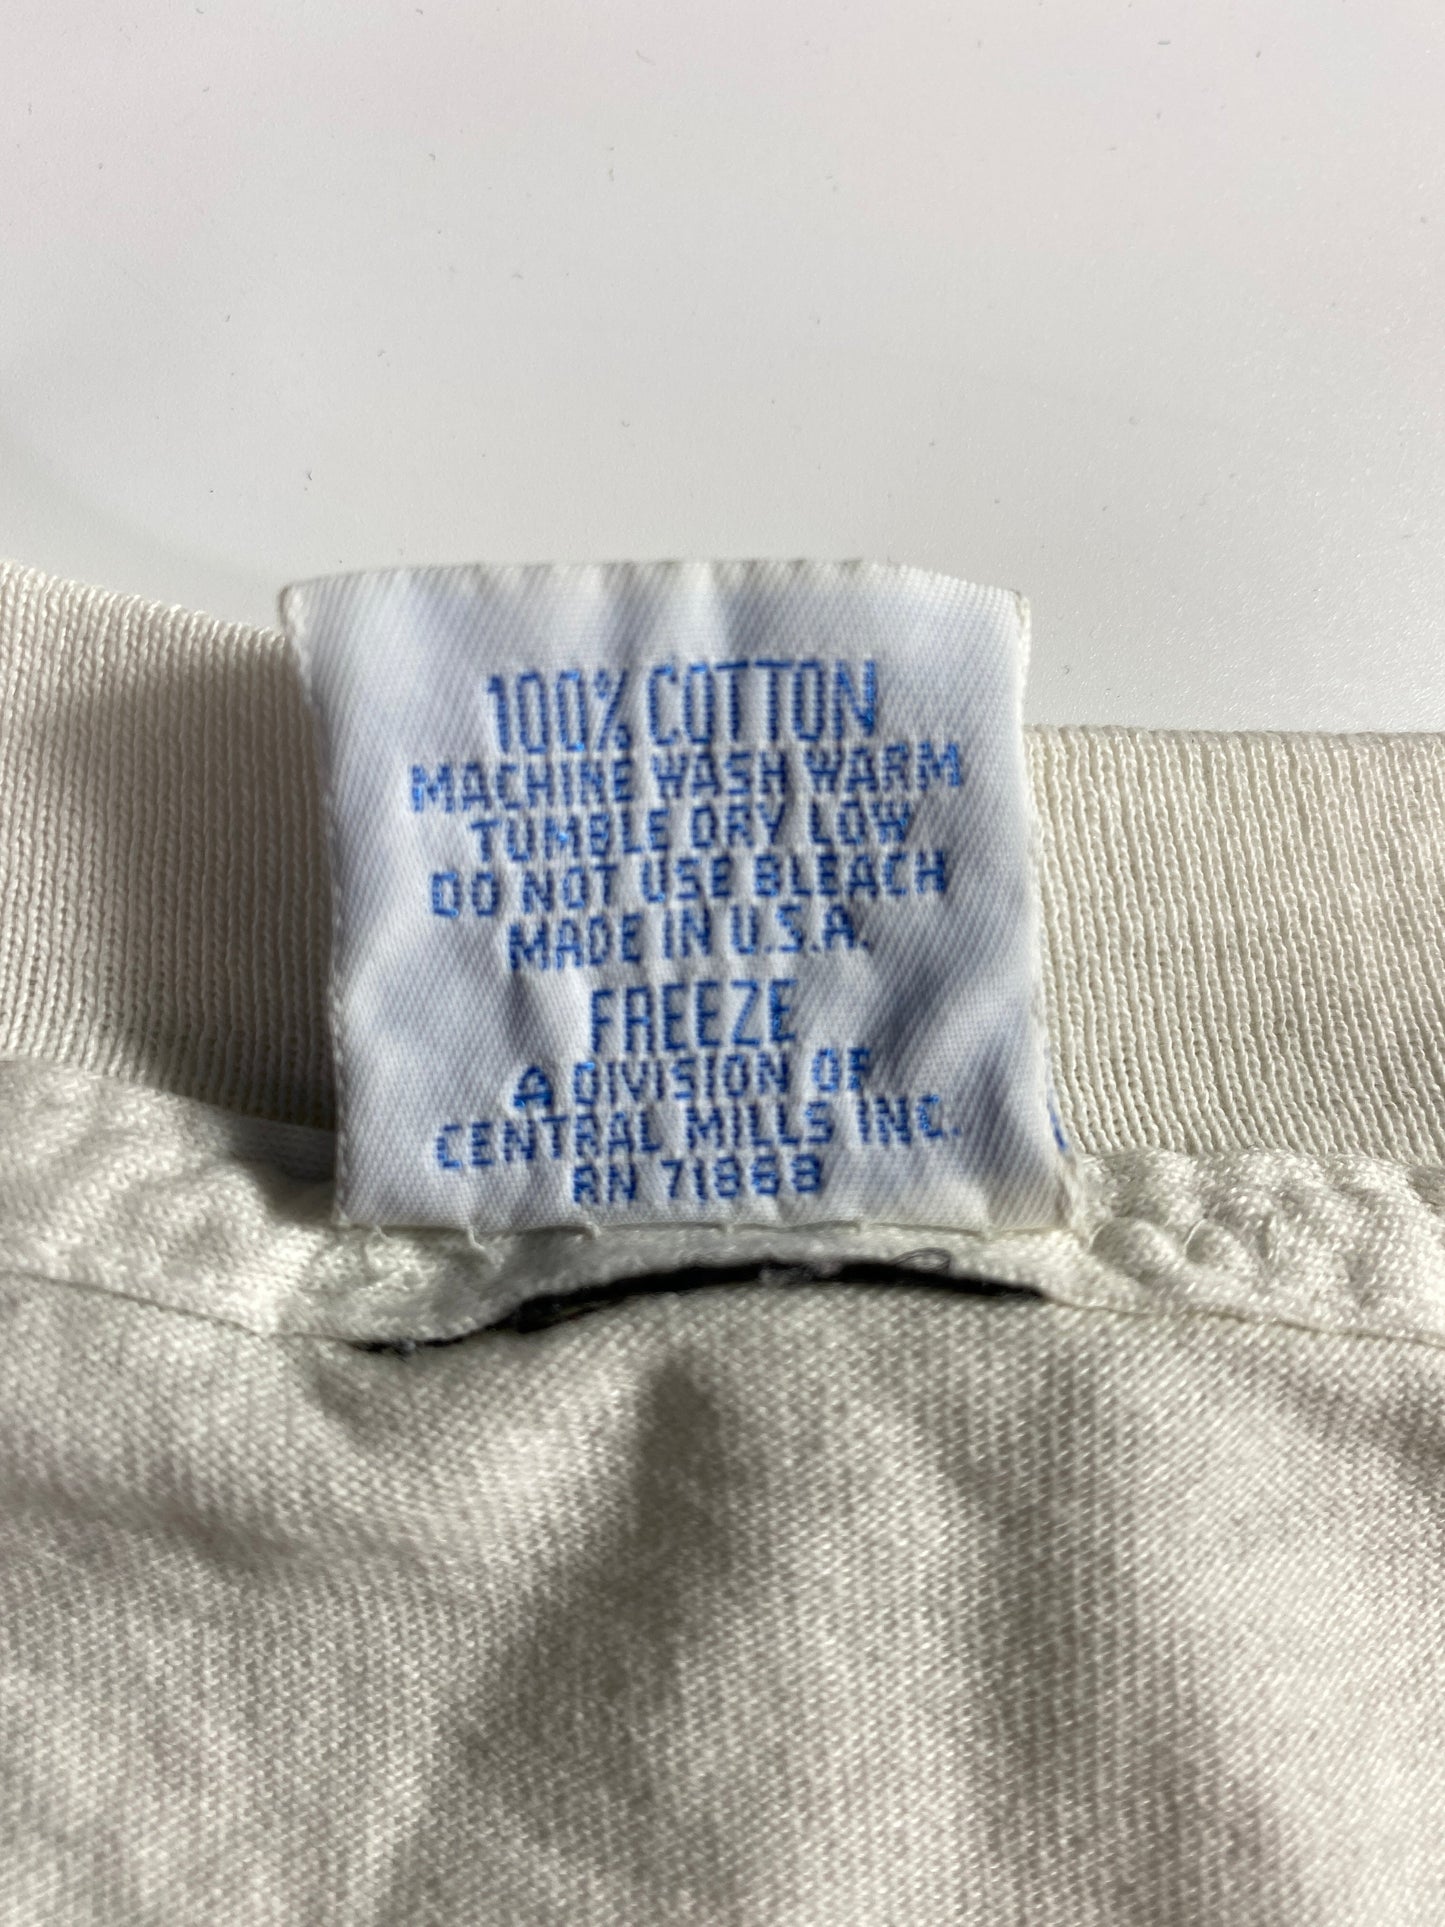 100% COTTON
MACHINE WASH WARM
TUMBLE DRY LOW
DO NOT USE BLEACH
MADE IN U.S.A.
FREEZE
A DIVISION OF
CENTRAL MILLS INC.
RN 71868